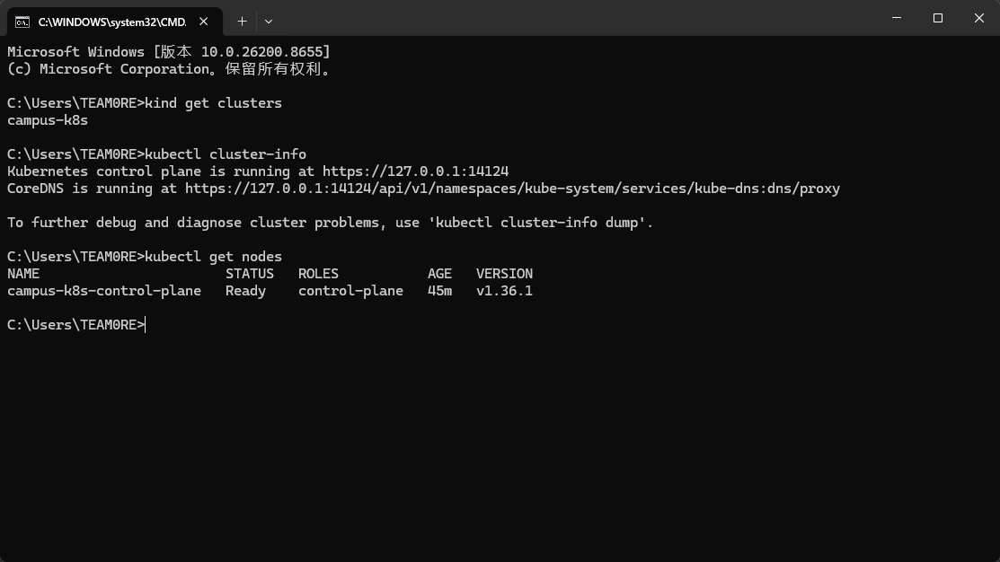 C:\WINDOWS\system32\CMD.
Microsoft Windows [版本 10.0.26200.8655]
(c) Microsoft Corporation。保留所有权利。
C:\Users\TEAM0RE>kind get clusters
campus-k8s
C:\Users\TEAM0RE>kubectl cluster-info
Kubernetes control plane is running at https://127.0.0.1:14124
CoreDNS is running at https://127.0.0.1:14124/api/v1/namespaces/kube-system/services/kube-dns:dns/proxy
To further debug and diagnose cluster problems, use 'kubectl cluster-info dump'.
C:\Users\TEAM0RE>kubectl get nodes
NAME STATUS ROLES AGE VERSION
campus-k8s-control-plane Ready control-plane 45m v1.36.1
C:\Users\TEAM0RE>